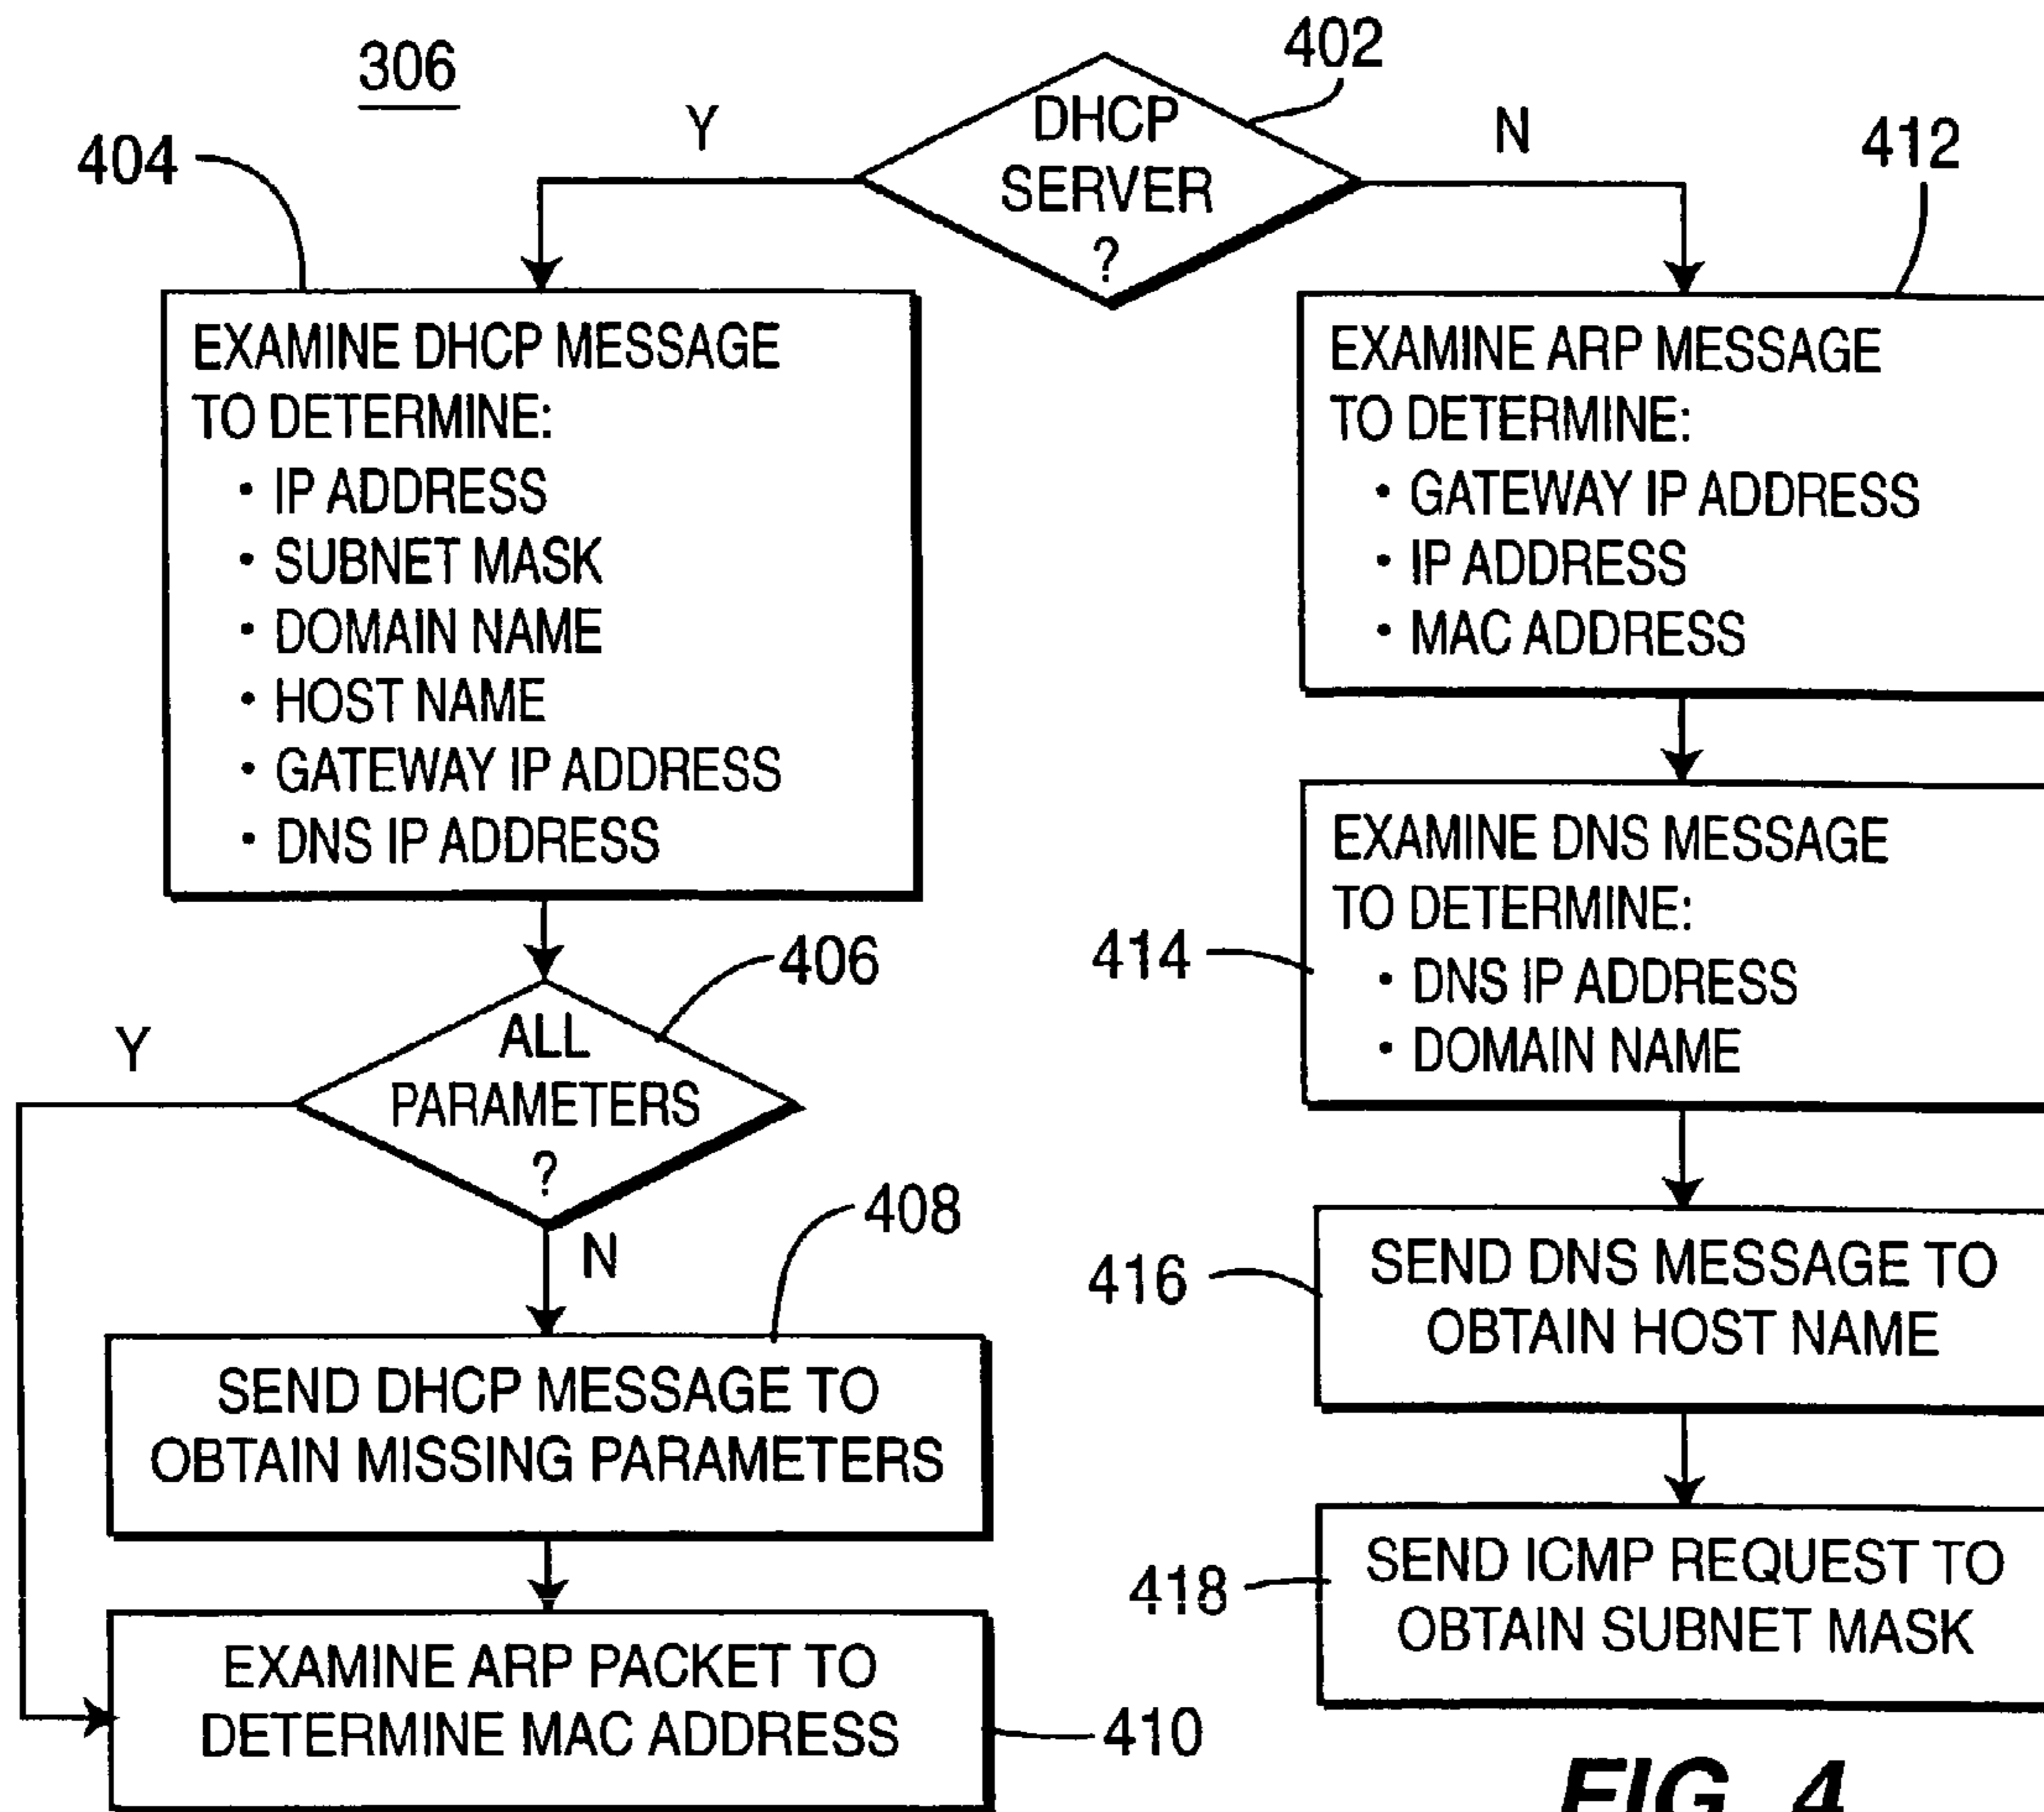 306
402
DHCP
SERVER
?
Y
N
404
412
EXAMINE DHCP MESSAGE
TO DETERMINE:
• IP ADDRESS
• SUBNET MASK
• DOMAIN NAME
• HOST NAME
• GATEWAY IP ADDRESS
• DNS IP ADDRESS
406
ALL
PARAMETERS
?
Y
N
408
SEND DHCP MESSAGE TO
OBTAIN MISSING PARAMETERS
EXAMINE ARP PACKET TO
DETERMINE MAC ADDRESS
410
EXAMINE ARP MESSAGE
TO DETERMINE:
• GATEWAY IP ADDRESS
• IP ADDRESS
• MAC ADDRESS
414
EXAMINE DNS MESSAGE
TO DETERMINE:
• DNS IP ADDRESS
• DOMAIN NAME
416
SEND DNS MESSAGE TO
OBTAIN HOST NAME
418
SEND ICMP REQUEST TO
OBTAIN SUBNET MASK
FIG. 4